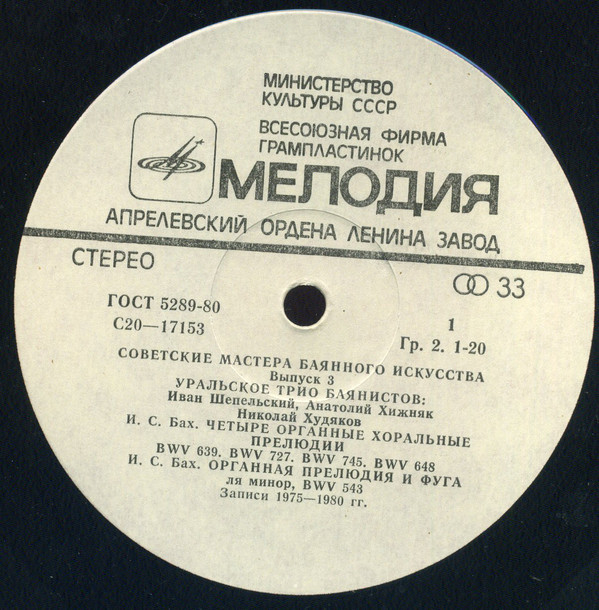 МИНИСТЕРСТВО
КУЛЬТУРЫ СССР
ВСЕСОЮЗНАЯ ФИРМА
ГРАМПЛАСТИНОК
МЕЛОДИЯ
АПРЕЛЕВСКИЙ ОРДЕНА ЛЕНИНА ЗАВОД
СТЕРЕО
33
ГОСТ 5289-80
С20—17153
1
Гр. 2. 1-20
СОВЕТСКИЕ МАСТЕРА БАЯННОГО ИСКУССТВА
Выпуск 3
УРАЛЬСКОЕ ТРИО БАЯНИСТОВ:
Иван Шепельский, Анатолий Хижняк
Николай Худяков
И. С. Бах. ЧЕТЫРЕ ОРГАННЫЕ ХОРАЛЬНЫЕ
ПРЕЛЮДИИ
BWV 639. BWV 727. BWV 745. BWV 648
И. С. Бах. ОРГАННАЯ ПРЕЛЮДИЯ И ФУГА
ля минор, BWV 543
Записи 1975—1980 гг.